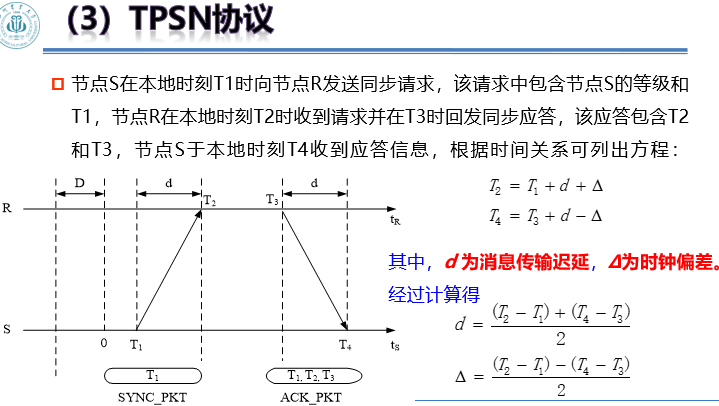 （3）TPSN协议
节点S在本地时刻T1时向节点R发送同步请求，该请求中包含节点S的等级和
T1，节点R在本地时刻T2时收到请求并在T3时回发同步应答，该应答包含T2
和T3，节点S于本地时刻T4收到应答信息，根据时间关系可列出方程：
T₂ = T₁ + d + Δ
T₄ = T₃ + d − Δ
其中，d 为消息传输迟延，Δ为时钟偏差。
经过计算得
d = ((T₂ − T₁) + (T₄ − T₃)) / 2
Δ = ((T₂ − T₁) − (T₄ − T₃)) / 2
D d d
R T₂ T₃ t_R
S 0 T₁ T₄ t_S
T₁ T₁, T₂, T₃
SYNC_PKT ACK_PKT